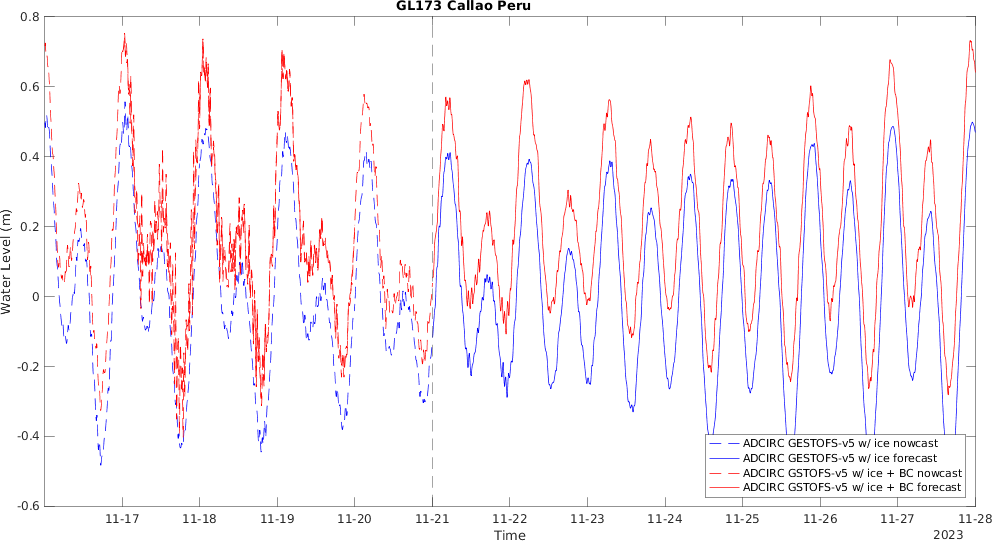 GL173 Callao Peru
Water Level (m)
0.8
0.6
0.4
0.2
0
-0.2
-0.4
-0.6
ADCIRC GESTOFS-v5 w/ ice nowcast
ADCIRC GESTOFS-v5 w/ ice forecast
ADCIRC GSTOFS-v5 w/ ice + BC nowcast
ADCIRC GSTOFS-v5 w/ ice + BC forecast
11-17 11-18 11-19 11-20 11-21 11-22 11-23 11-24 11-25 11-26 11-27 11-28
Time
2023